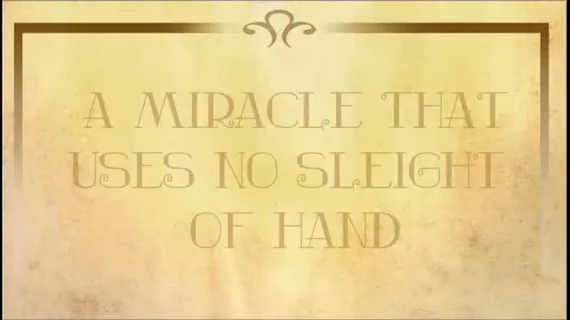 A MIRACLE THAT
USES NO SLEIGHT
OF HAND